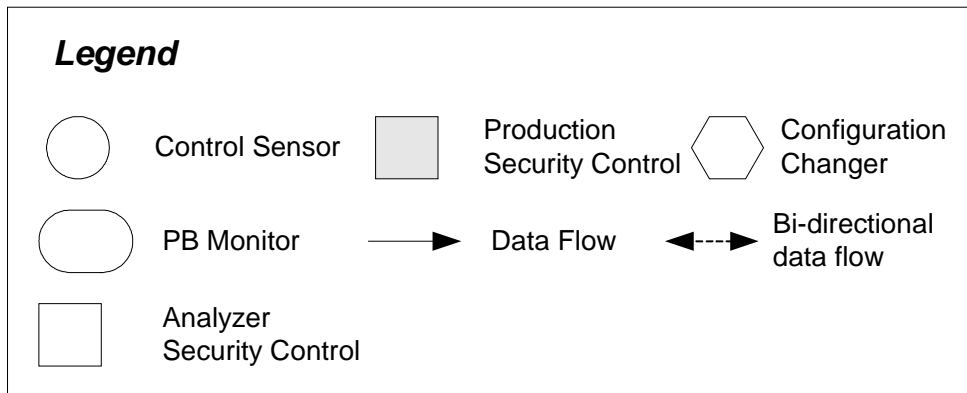 Legend
Control Sensor
Production
Security Control
Configuration
Changer
PB Monitor
Data Flow
Bi-directional
data flow
Analyzer
Security Control